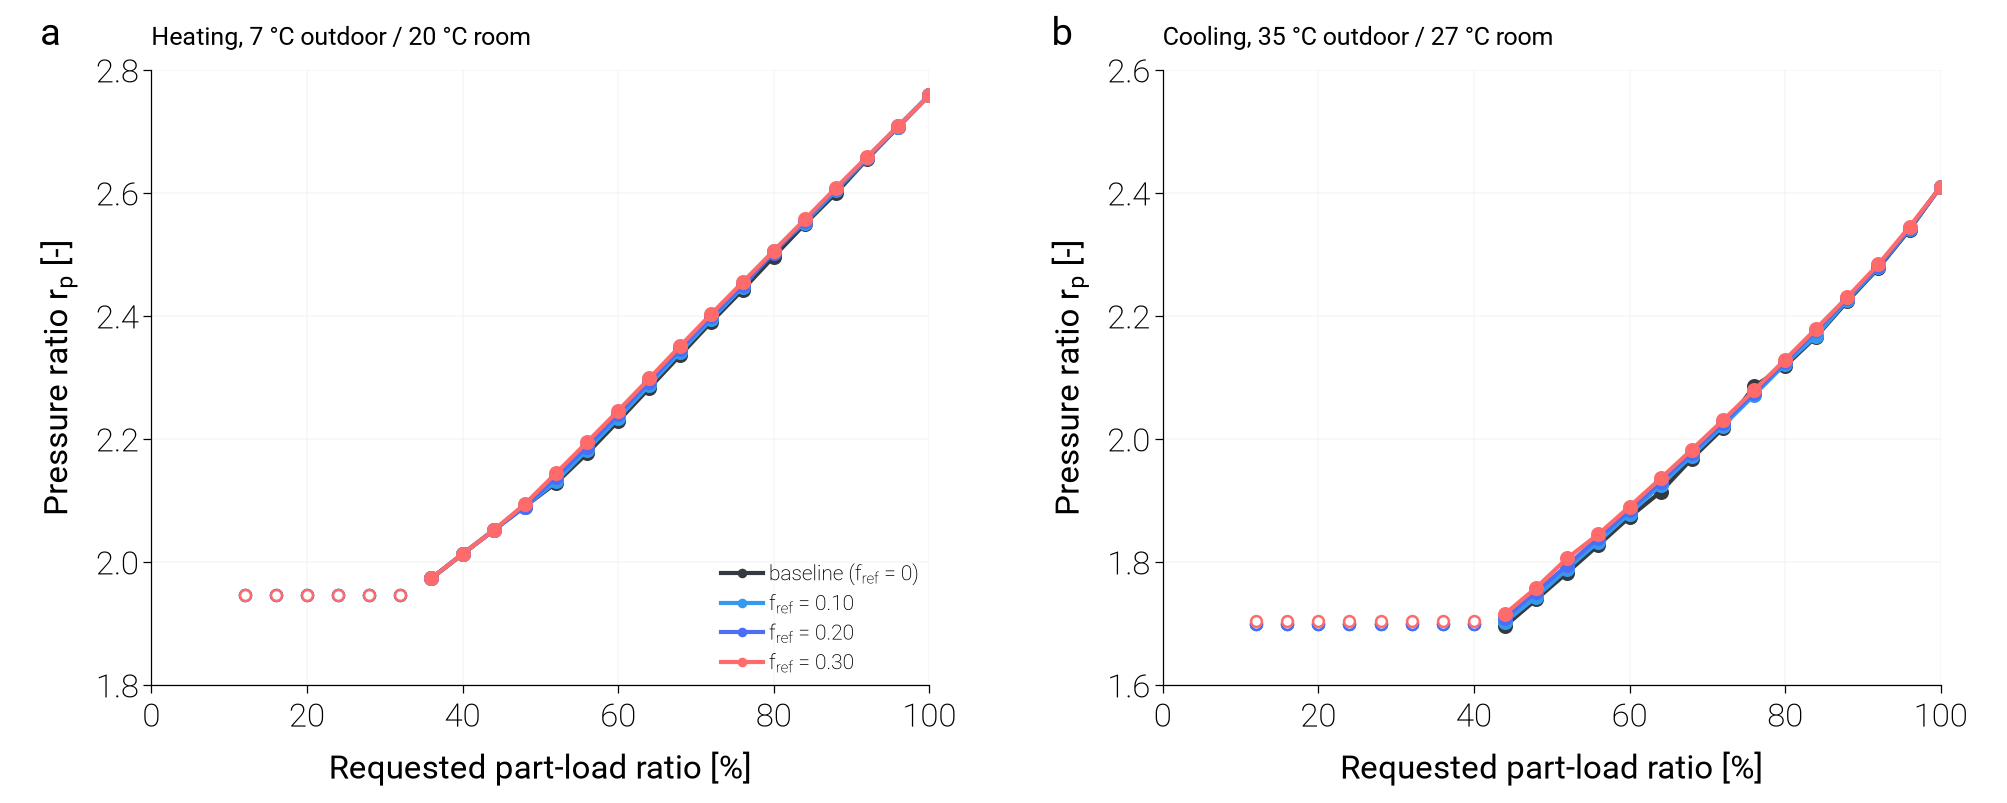 a
Heating, 7 °C outdoor / 20 °C room
2.8
2.6
2.4
2.2
2.0
1.8
Pressure ratio rp [-]
0 20 40 60 80 100
Requested part-load ratio [%]
baseline (fref = 0)
fref = 0.10
fref = 0.20
fref = 0.30
b
Cooling, 35 °C outdoor / 27 °C room
2.6
2.4
2.2
2.0
1.8
1.6
Pressure ratio rp [-]
0 20 40 60 80 100
Requested part-load ratio [%]